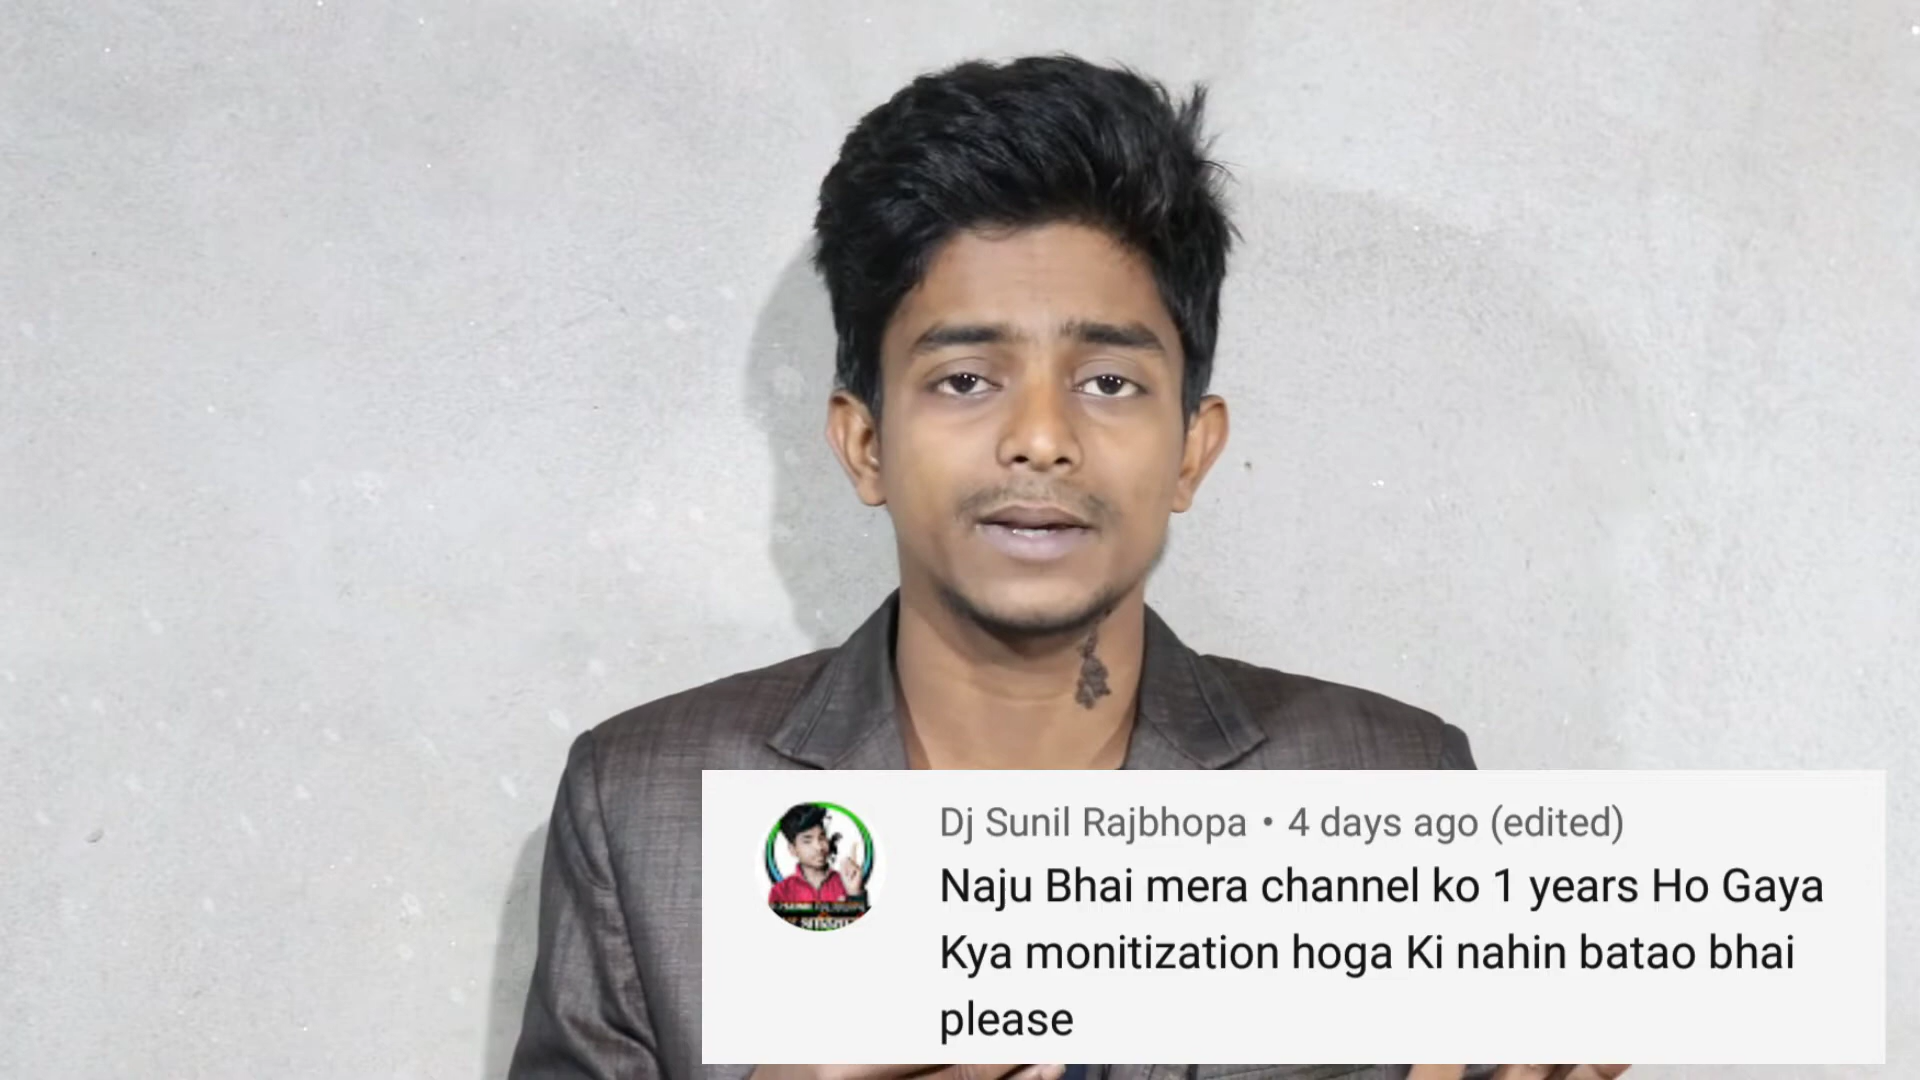 Dj Sunil Rajbhopa • 4 days ago (edited)
Naju Bhai mera channel ko 1 years Ho Gaya
Kya monitization hoga Ki nahin batao bhai
please